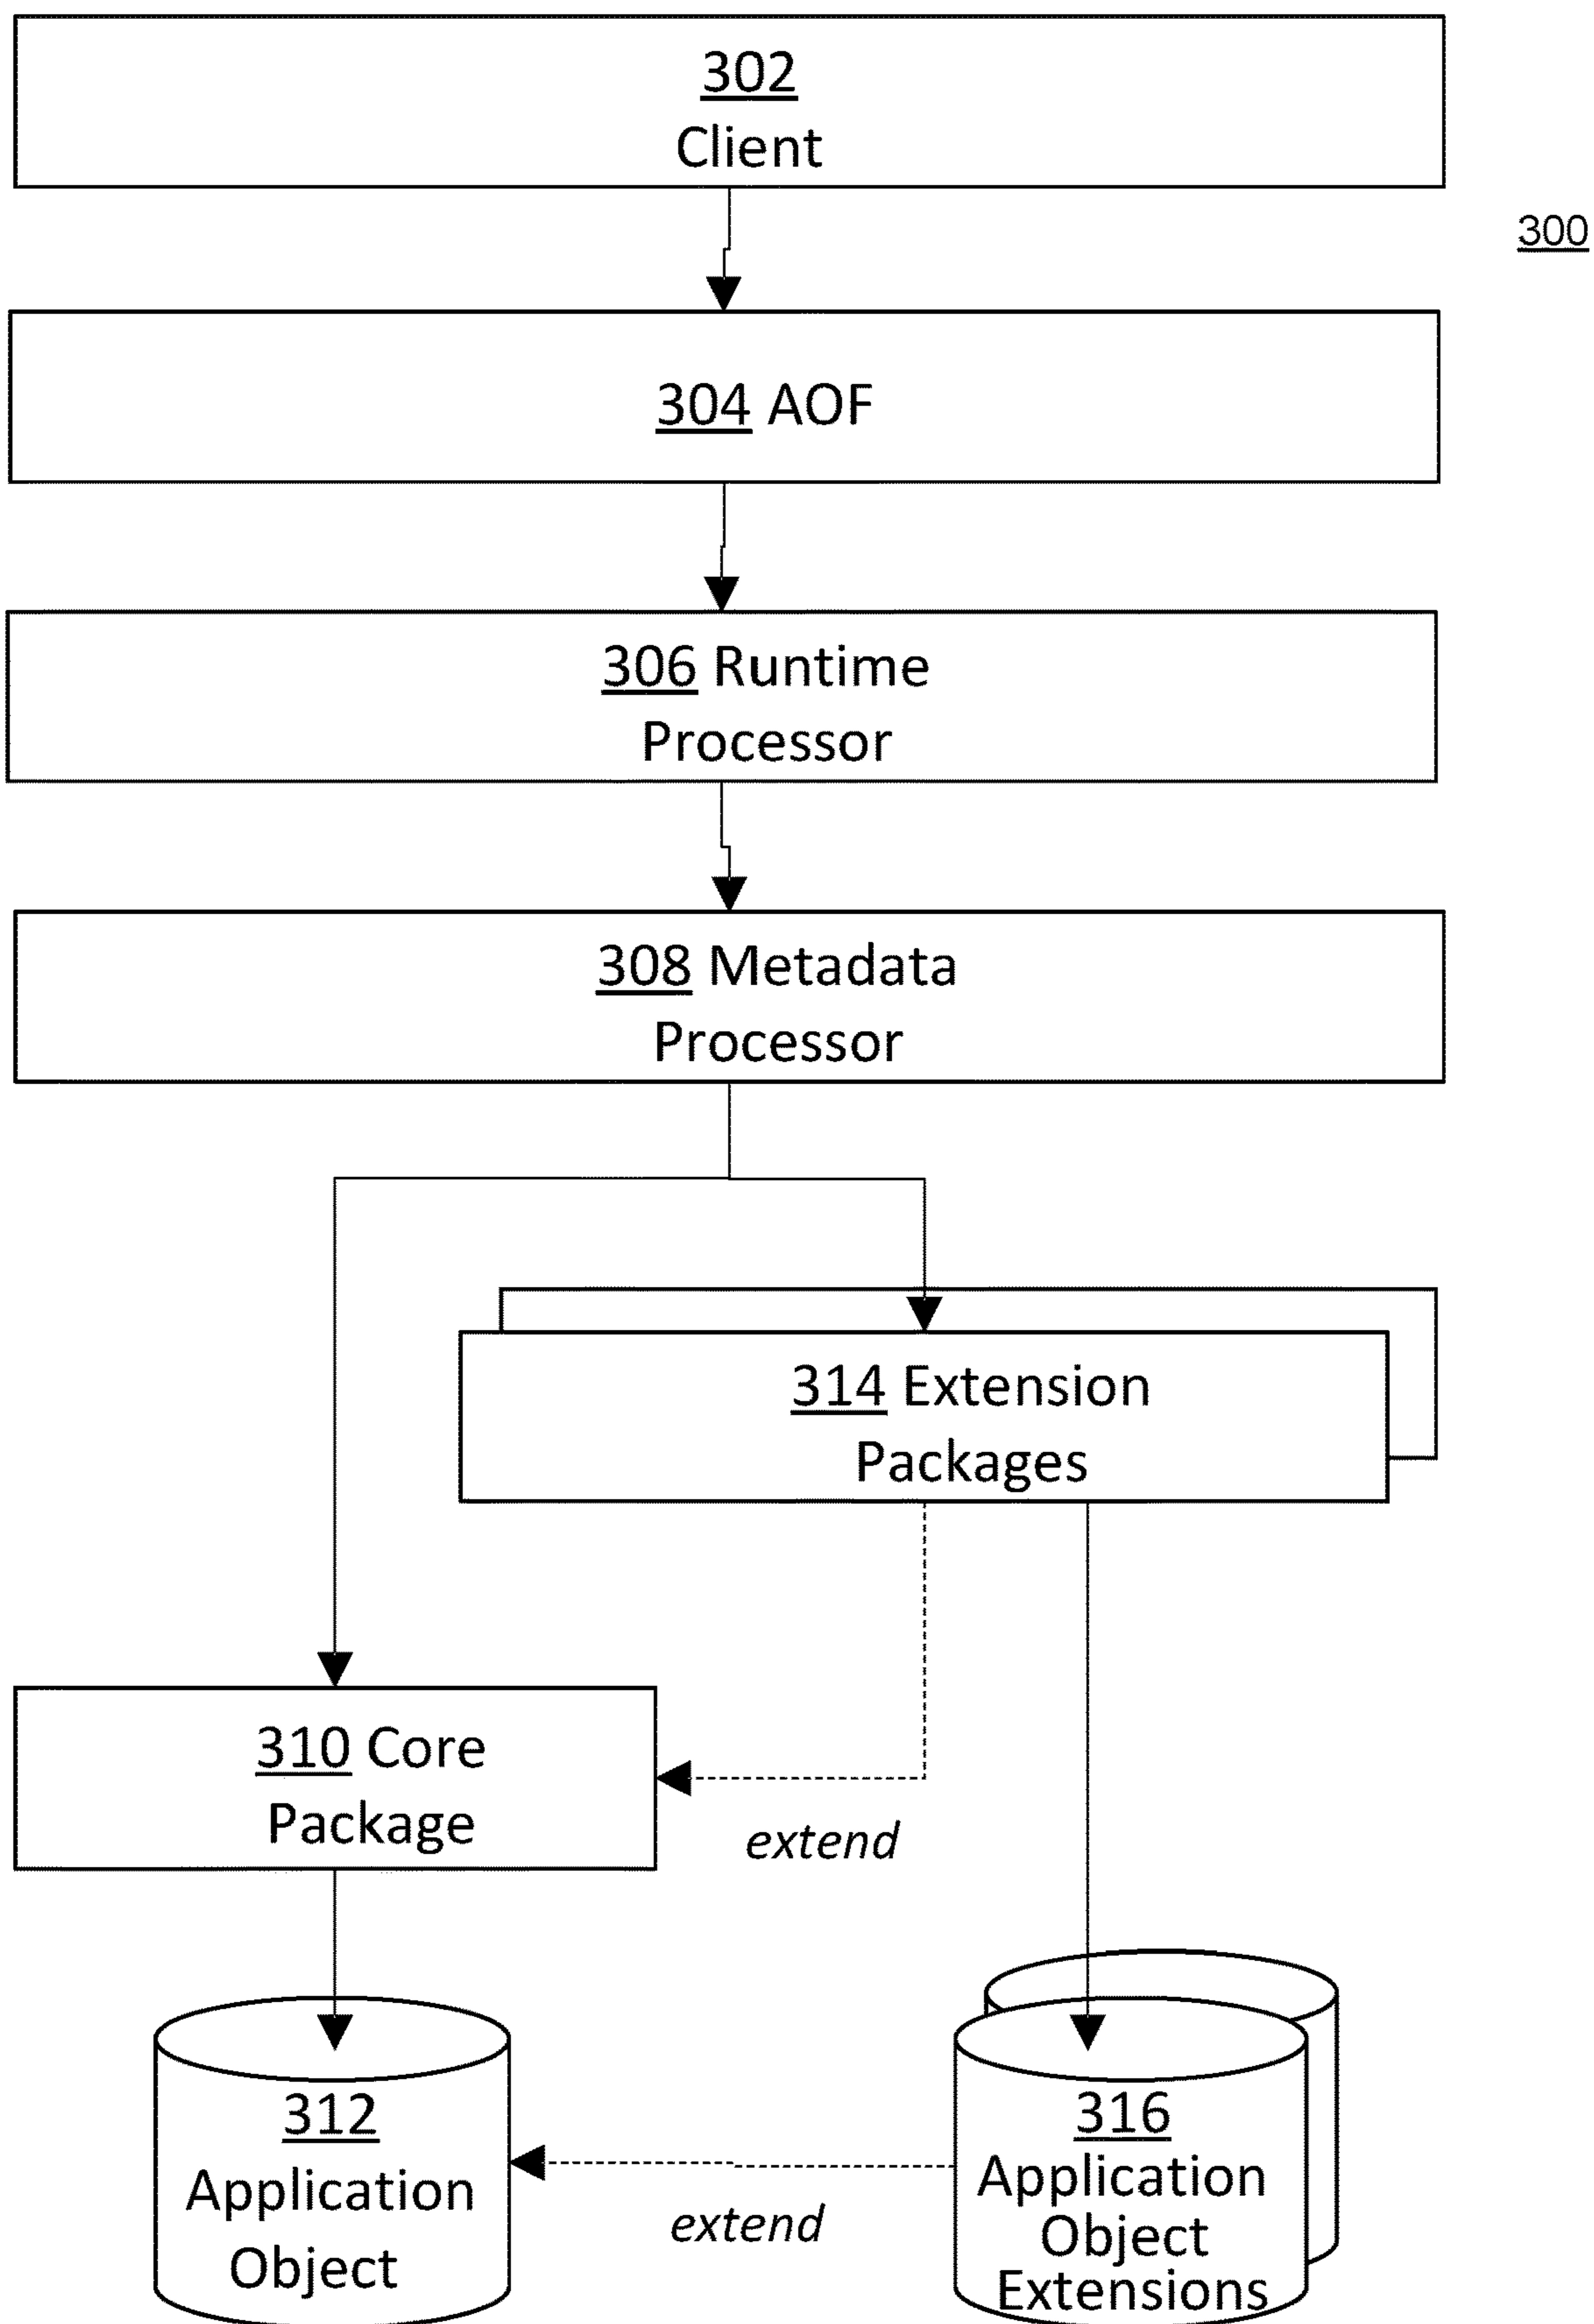 302
Client
300
304 AOF
306 Runtime
Processor
308 Metadata
Processor
314 Extension
Packages
310 Core
Package
extend
312
Application
Object
extend
316
Application
Object
Extensions